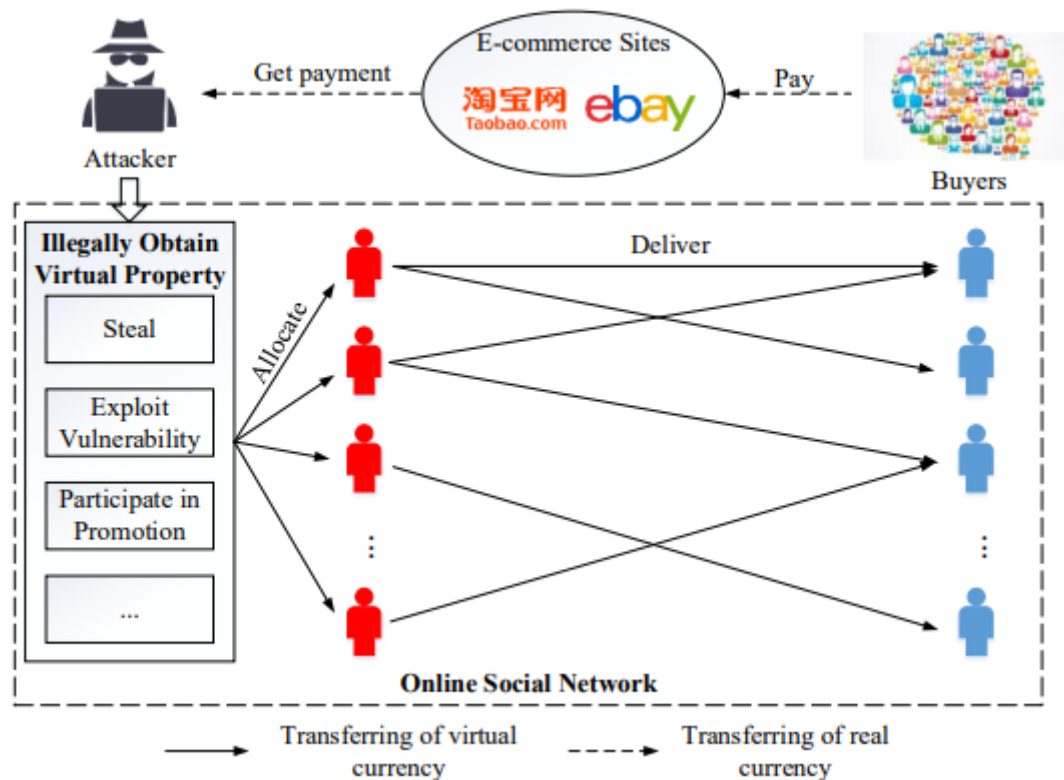 E-commerce Sites
Get payment
淘宝网
Taobao.com
ebay
Pay
Attacker
Buyers
Illegally Obtain
Virtual Property
Steal
Exploit
Vulnerability
Participate in
Promotion
...
Allocate
Deliver
...
...
Online Social Network
Transferring of virtual
currency
Transferring of real
currency